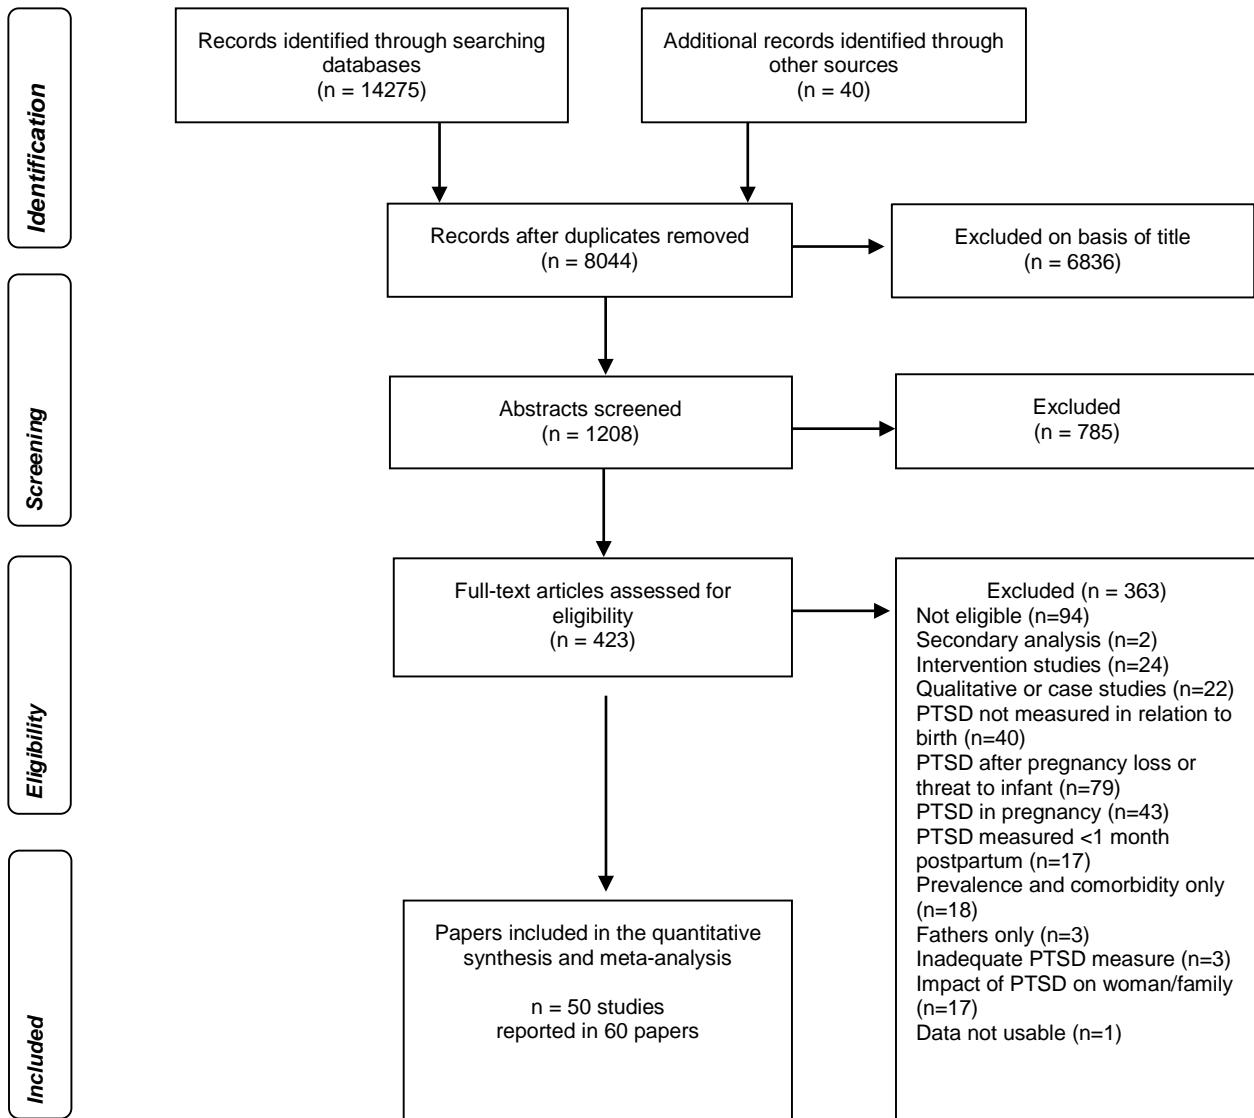 Identification
Records identified through searching
databases
(n = 14275)
Additional records identified through
other sources
(n = 40)
Records after duplicates removed
(n = 8044)
Excluded on basis of title
(n = 6836)
Screening
Abstracts screened
(n = 1208)
Excluded
(n = 785)
Eligibility
Full-text articles assessed for
eligibility
(n = 423)
Excluded (n = 363)
Not eligible (n=94)
Secondary analysis (n=2)
Intervention studies (n=24)
Qualitative or case studies (n=22)
PTSD not measured in relation to
birth (n=40)
PTSD after pregnancy loss or
threat to infant (n=79)
PTSD in pregnancy (n=43)
PTSD measured <1 month
postpartum (n=17)
Prevalence and comorbidity only
(n=18)
Fathers only (n=3)
Inadequate PTSD measure (n=3)
Impact of PTSD on woman/family
(n=17)
Data not usable (n=1)
Included
Papers included in the quantitative
synthesis and meta-analysis
n = 50 studies
reported in 60 papers